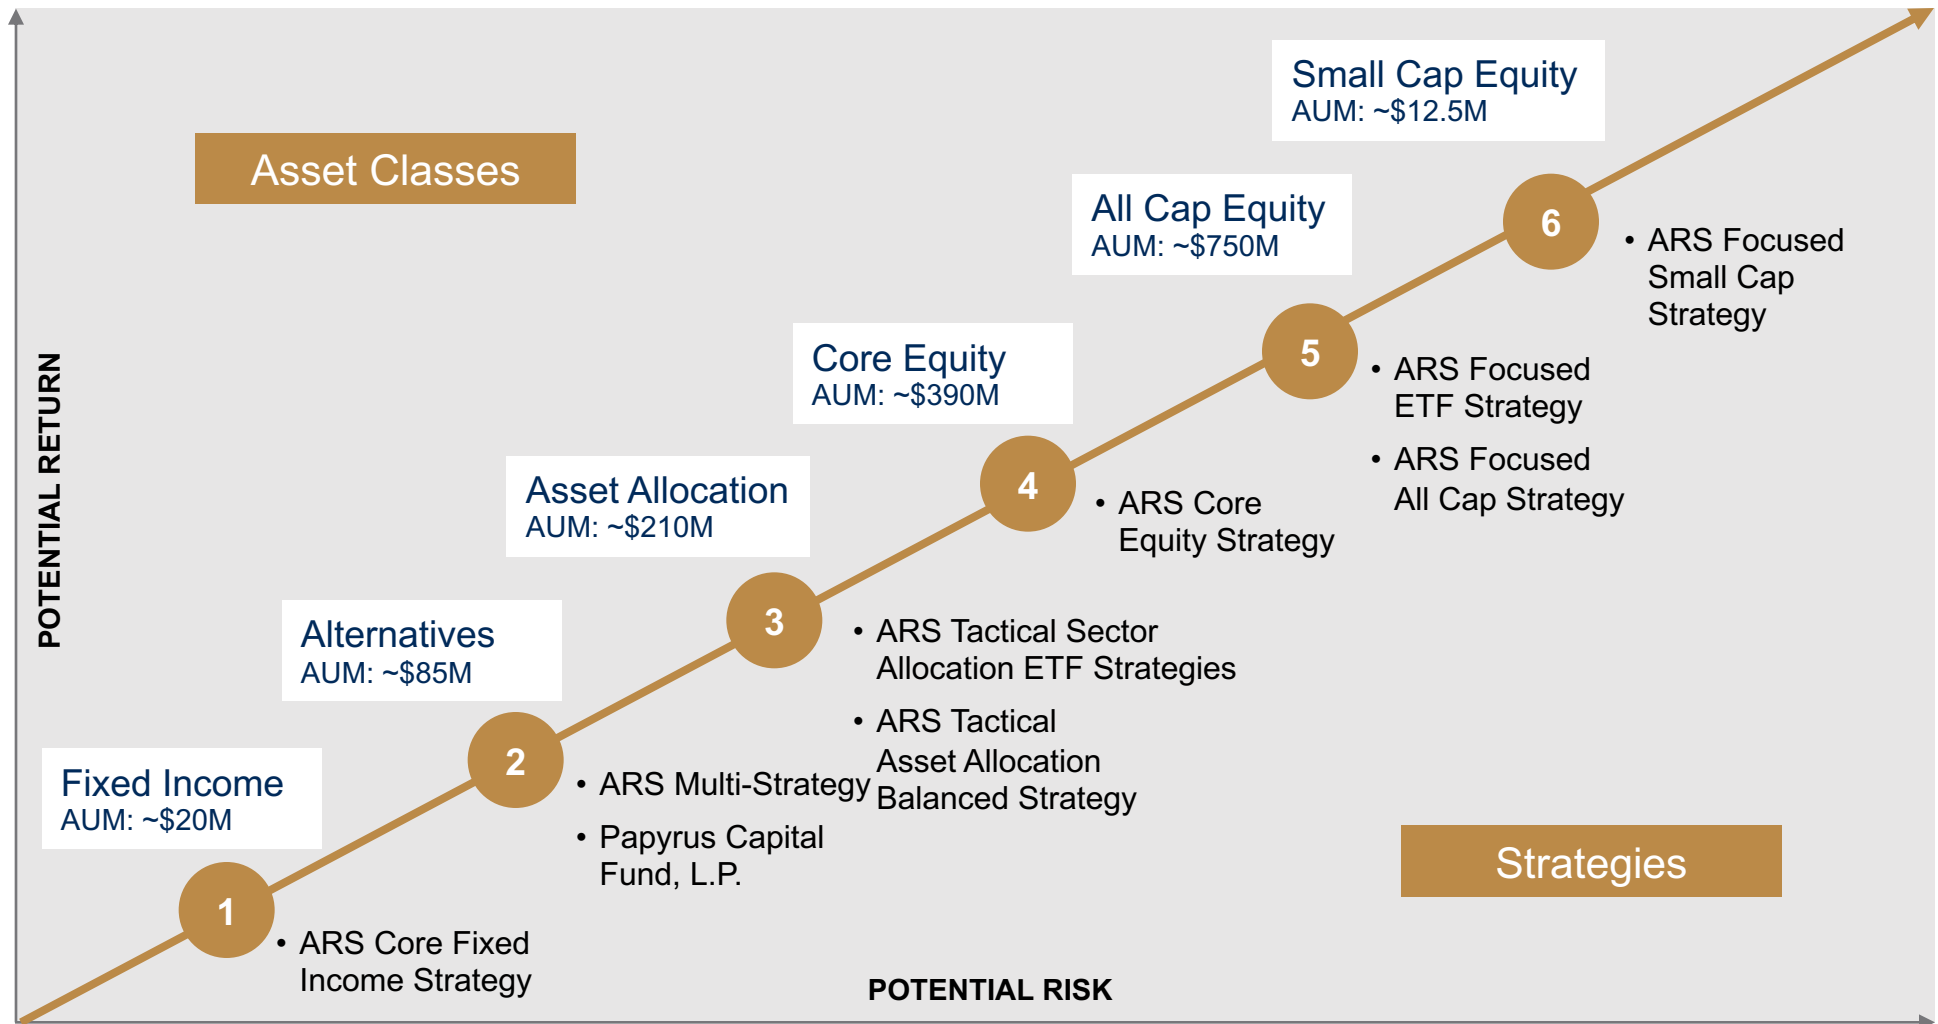 Small Cap Equity
AUM: ~$12.5M
Asset Classes
All Cap Equity
AUM: ~$750M
6
• ARS Focused
Small Cap
Strategy
Core Equity
AUM: ~$390M
5
• ARS Focused
ETF Strategy
• ARS Focused
All Cap Strategy
POTENTIAL RETURN
Asset Allocation
AUM: ~$210M
4
• ARS Core
Equity Strategy
Alternatives
AUM: ~$85M
3
• ARS Tactical Sector
Allocation ETF Strategies
• ARS Tactical
Asset Allocation
Balanced Strategy
Fixed Income
AUM: ~$20M
2
• ARS Multi-Strategy
• Papyrus Capital
Fund, L.P.
Strategies
1
• ARS Core Fixed
Income Strategy
POTENTIAL RISK